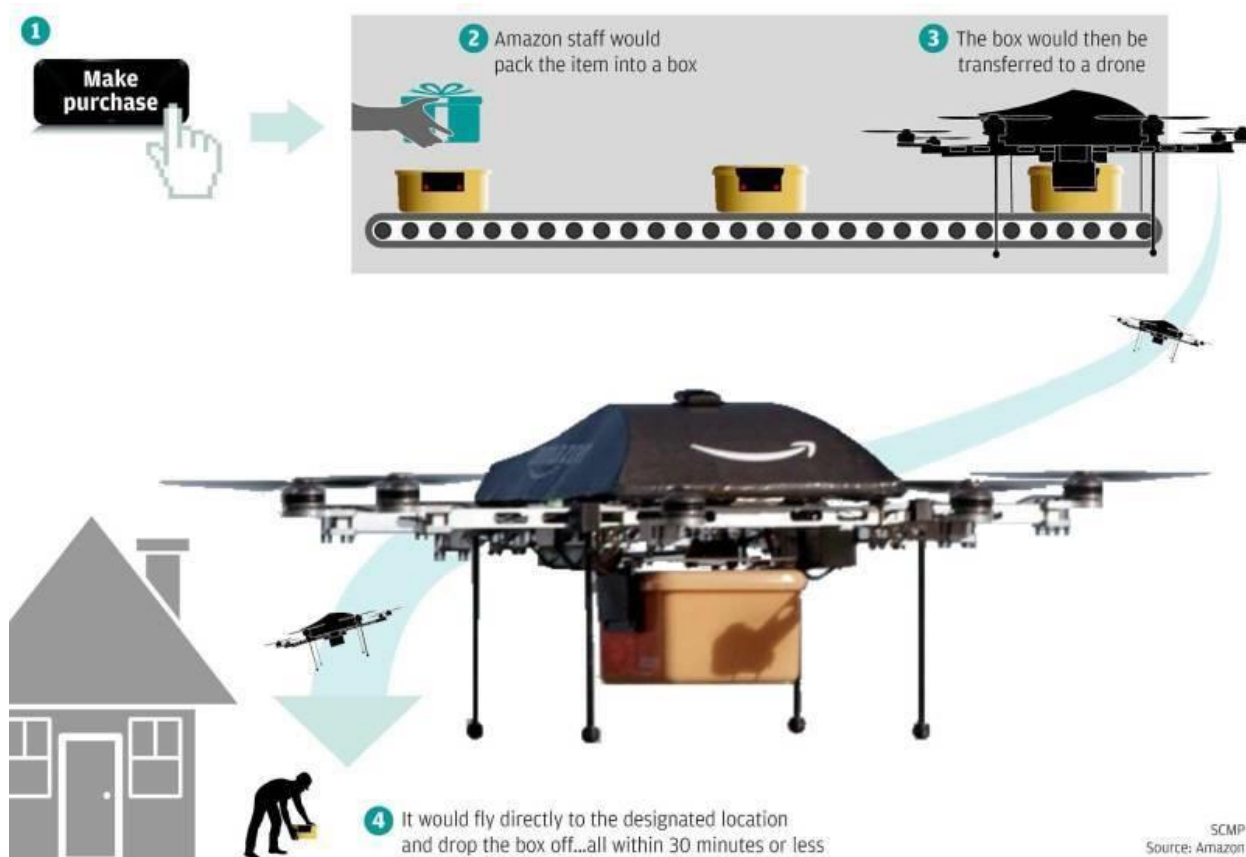 1
Make
purchase
2 Amazon staff would
pack the item into a box
3 The box would then be
transferred to a drone
4 It would fly directly to the designated location
and drop the box off...all within 30 minutes or less
SCMP
Source: Amazon